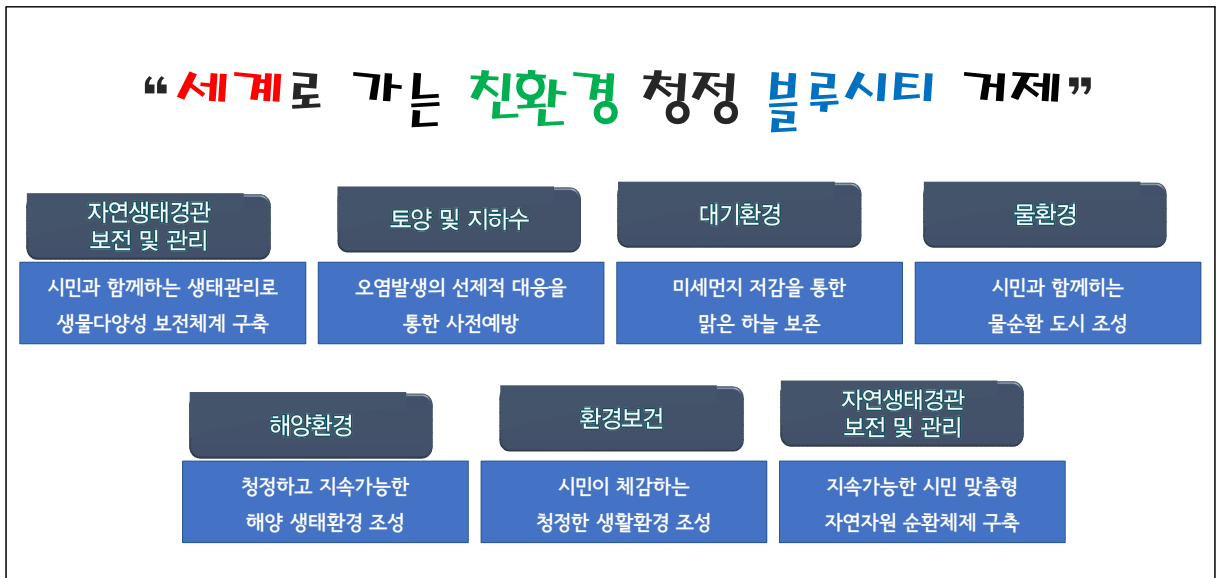 “세계로 가는 친환경 청정 블루시티 거제”
자연생태경관
보전 및 관리
시민과 함께하는 생태관리로
생물다양성 보전체계 구축
토양 및 지하수
오염발생의 선제적 대응을
통한 사전예방
대기환경
미세먼지 저감을 통한
맑은 하늘 보존
물환경
시민과 함께히는
물순환 도시 조성
해양환경
청정하고 지속가능한
해양 생태환경 조성
환경보건
시민이 체감하는
청정한 생활환경 조성
자연생태경관
보전 및 관리
지속가능한 시민 맞춤형
자연자원 순환체제 구축